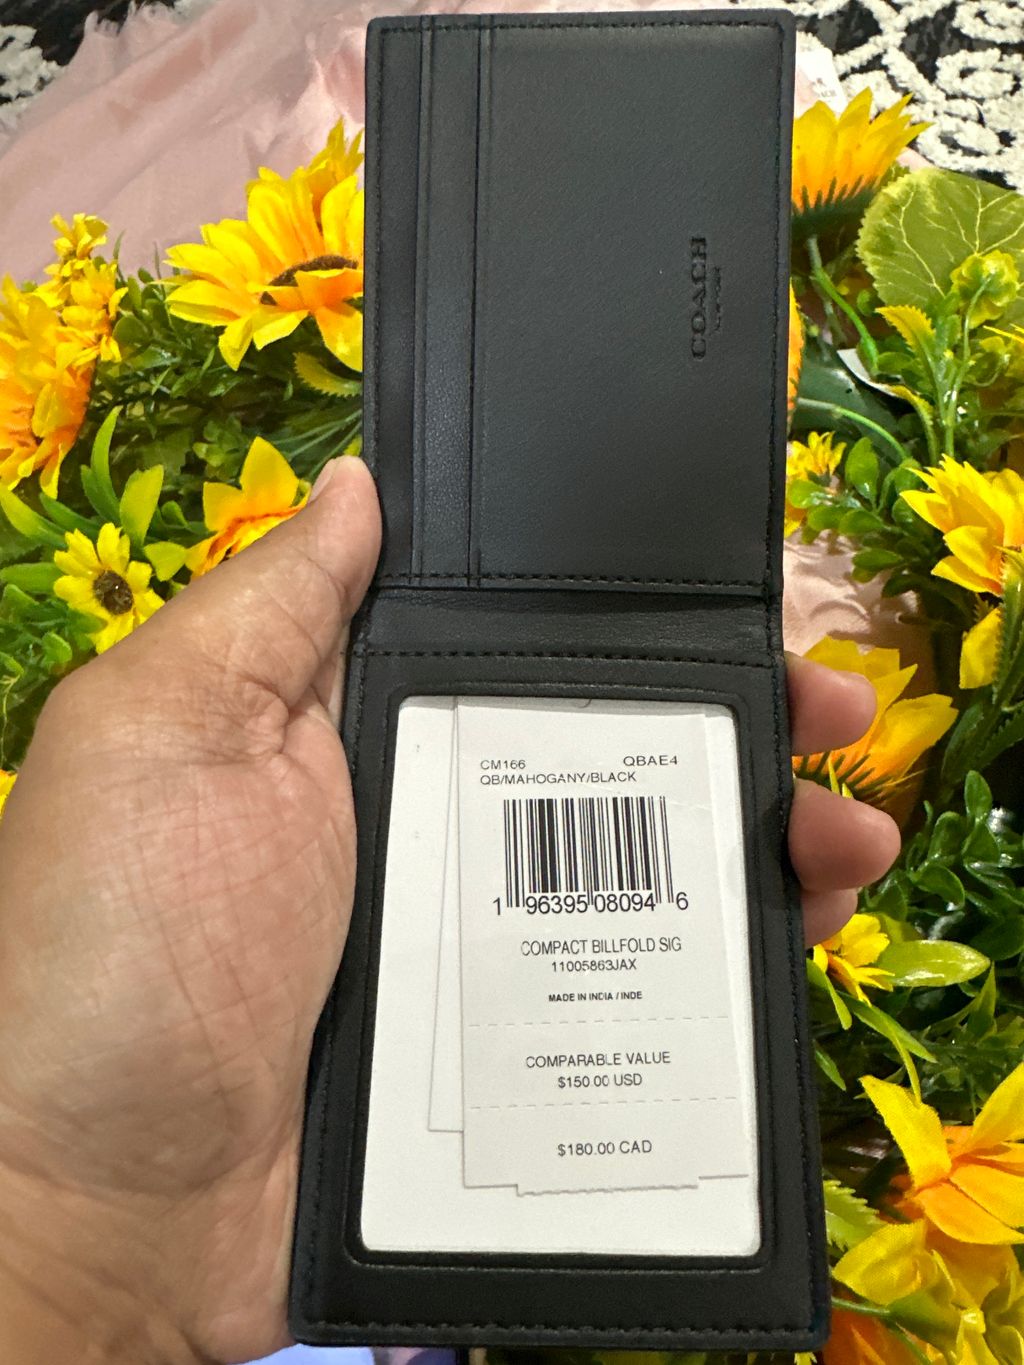 COACH
CM166 QBAE4
QB/MAHOGANY/BLACK
1 96395 08094 6
COMPACT BILLFOLD SIG
11005863JAX
MADE IN INDIA / INDE
COMPARABLE VALUE
$150.00 USD
$180.00 CAD